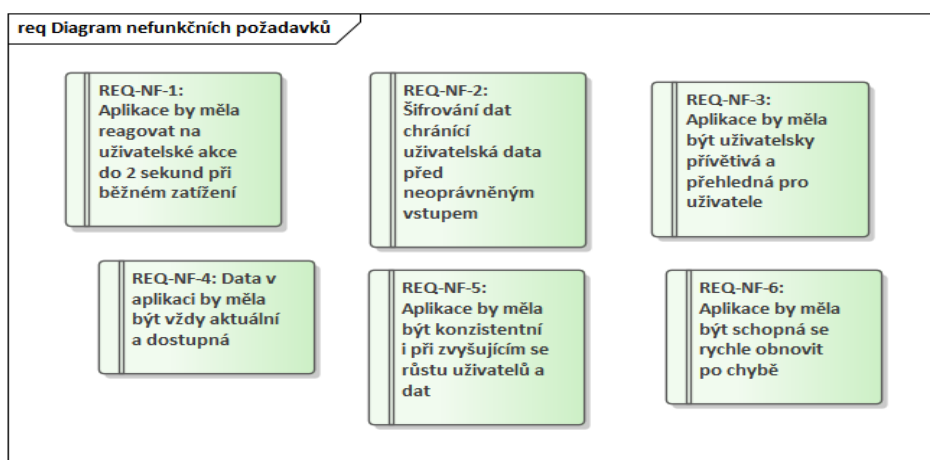 req Diagram nefunkčních požadavků
REQ-NF-1:
Aplikace by měla
reagovat na
uživatelské akce
do 2 sekund při
běžném zatížení
REQ-NF-2:
Šifrování dat
chránící
uživatelská data
před
neoprávněným
vstupem
REQ-NF-3:
Aplikace by měla
být uživatelsky
přívětivá a
přehledná pro
uživatele
REQ-NF-4: Data v
aplikaci by měla
být vždy aktuální
a dostupná
REQ-NF-5:
Aplikace by měla
být konzistentní
i při zvyšujícím se
růstu uživatelů a
dat
REQ-NF-6:
Aplikace by měla
být schopná se
rychle obnovit
po chybě